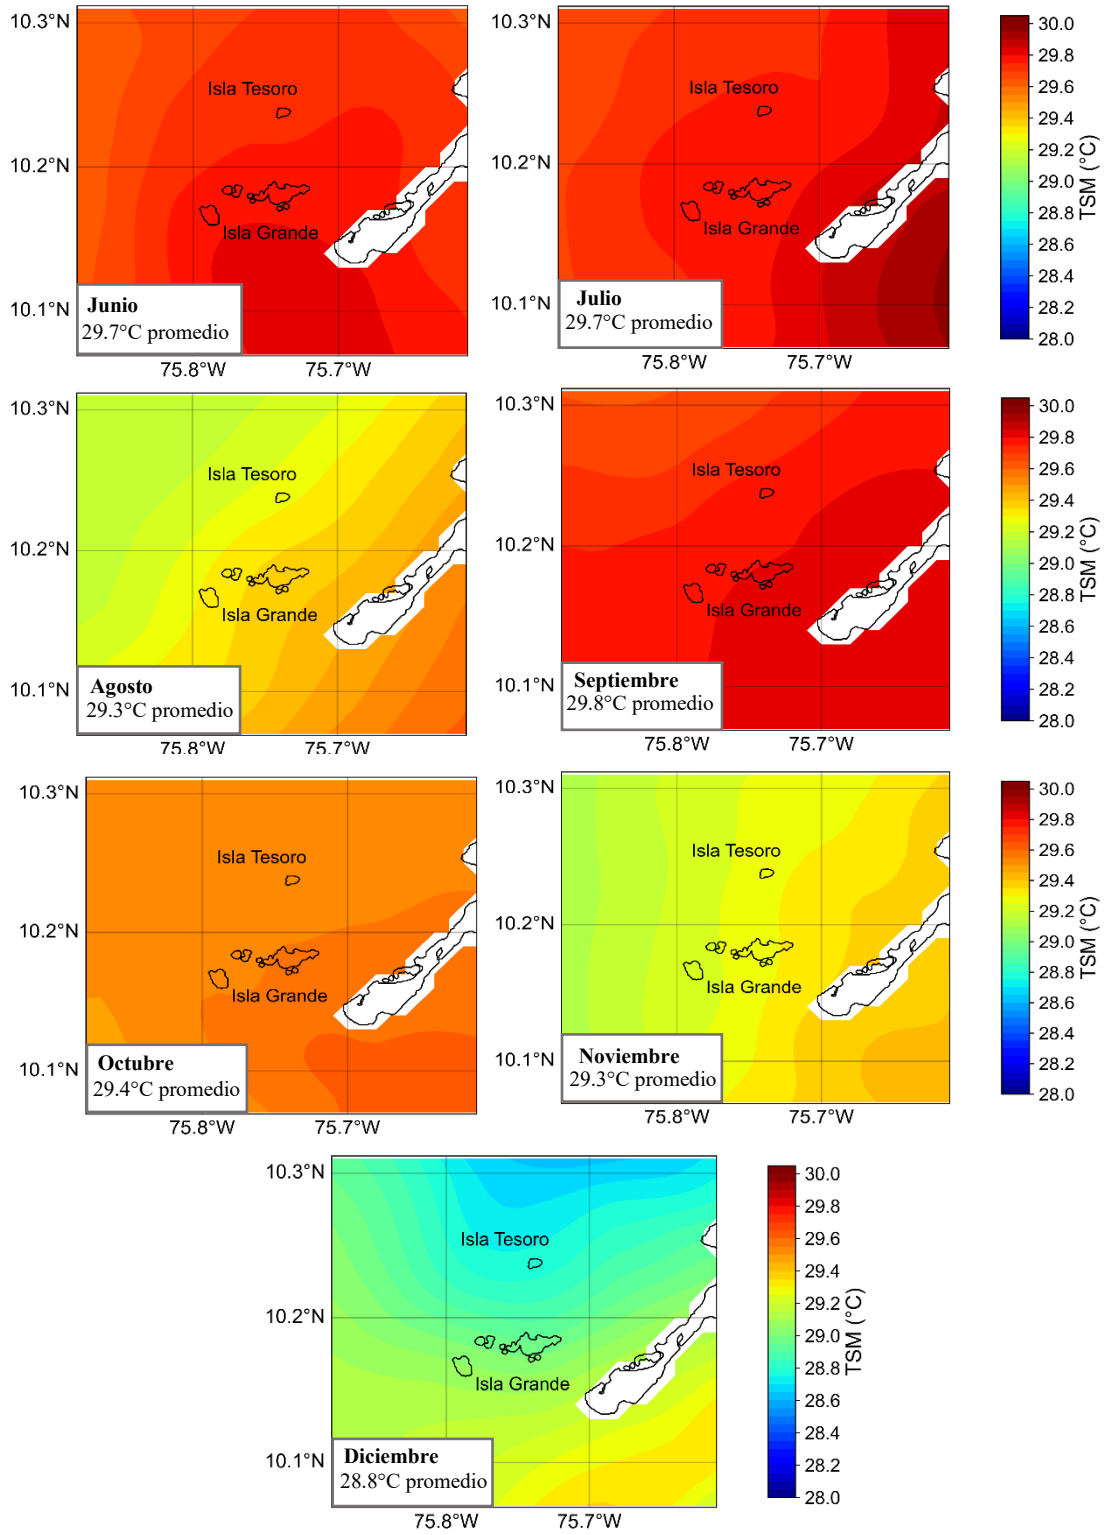 10.3°N
Isla Tesoro
10.2°N
Isla Grande
10.1°N
Junio
29.7°C promedio
75.8°W 75.7°W
10.3°N
Isla Tesoro
10.2°N
Isla Grande
10.1°N
Julio
29.7°C promedio
75.8°W 75.7°W
30.0
29.8
29.6
29.4
29.2
29.0
28.8
28.6
28.4
28.2
28.0
TSM (°C)
10.3°N
Isla Tesoro
10.2°N
Isla Grande
10.1°N
Agosto
29.3°C promedio
75.8°W 75.7°W
10.3°N
Isla Tesoro
10.2°N
Isla Grande
10.1°N
Septiembre
29.8°C promedio
75.8°W 75.7°W
30.0
29.8
29.6
29.4
29.2
29.0
28.8
28.6
28.4
28.2
28.0
TSM (°C)
10.3°N
Isla Tesoro
10.2°N
Isla Grande
10.1°N
Octubre
29.4°C promedio
75.8°W 75.7°W
10.3°N
Isla Tesoro
10.2°N
Isla Grande
10.1°N
Noviembre
29.3°C promedio
75.8°W 75.7°W
30.0
29.8
29.6
29.4
29.2
29.0
28.8
28.6
28.4
28.2
28.0
TSM (°C)
10.3°N
Isla Tesoro
10.2°N
Isla Grande
10.1°N
Diciembre
28.8°C promedio
75.8°W 75.7°W
30.0
29.8
29.6
29.4
29.2
29.0
28.8
28.6
28.4
28.2
28.0
TSM (°C)